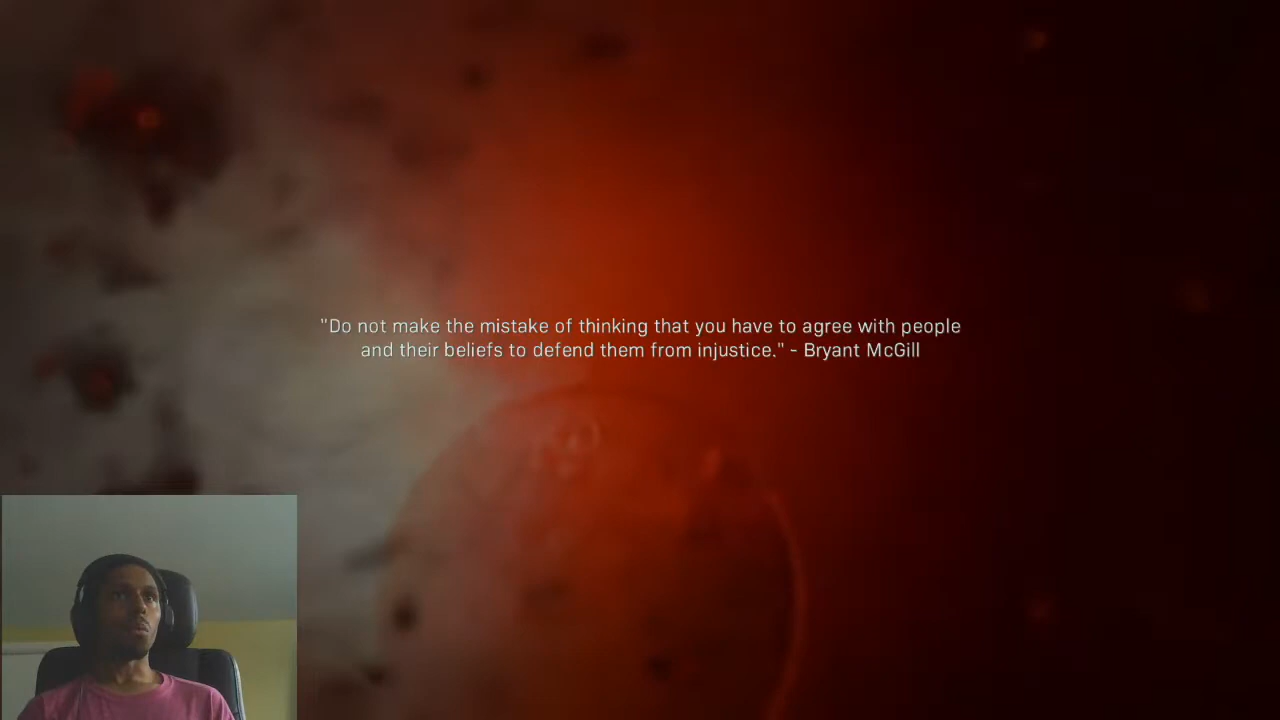 "Do not make the mistake of thinking that you have to agree with people
and their beliefs to defend them from injustice." - Bryant McGill